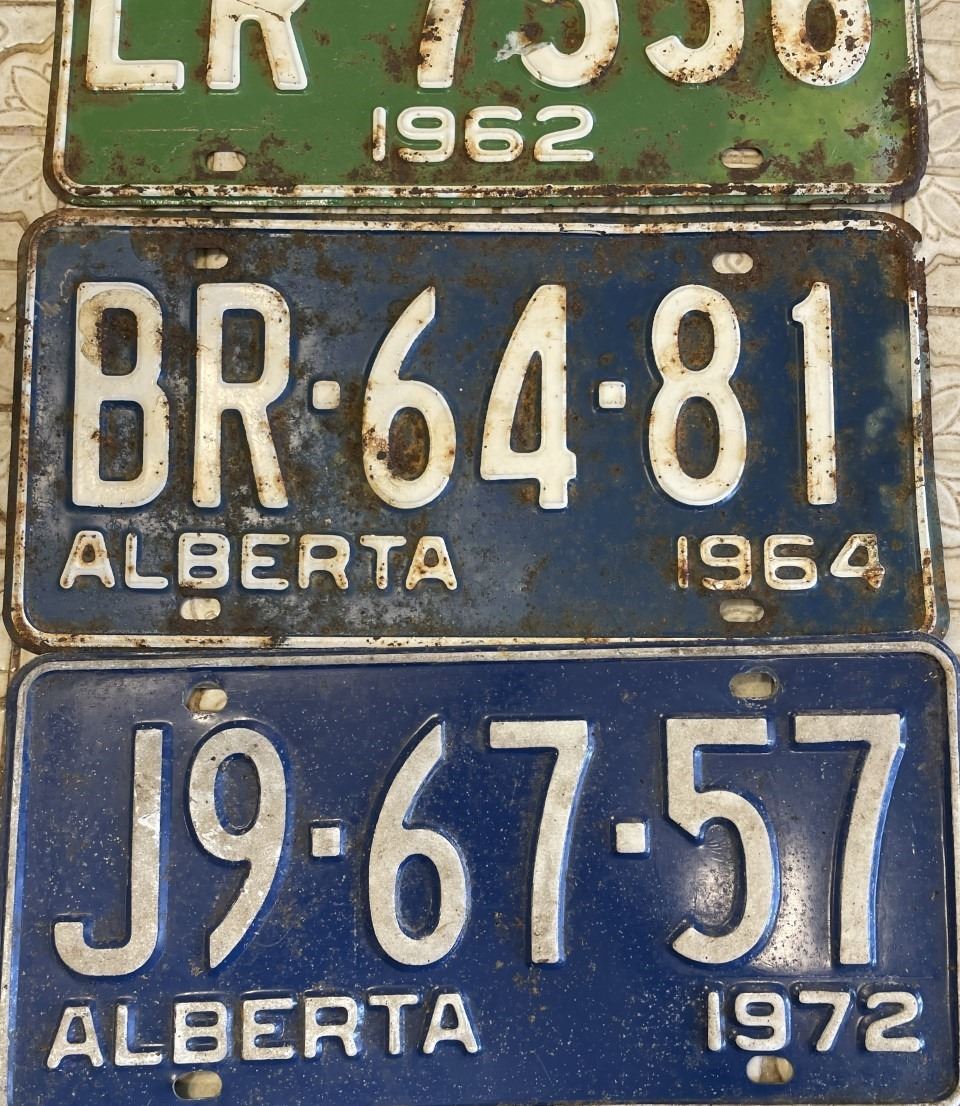 1962
BR·64·81
ALBERTA 1964
J9·67·57
ALBERTA 1972